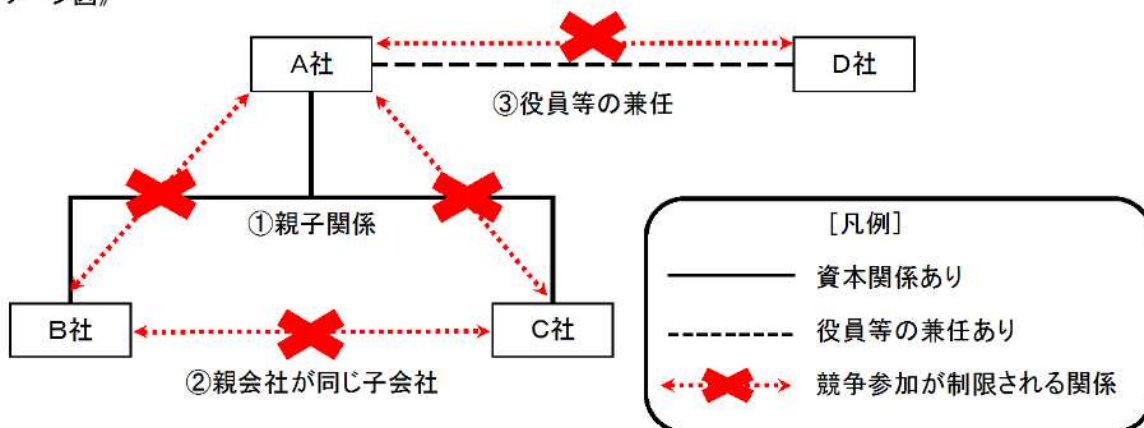 A社
D社
③役員等の兼任
①親子関係
B社
C社
②親会社が同じ子会社
[凡例]
資本関係あり
役員等の兼任あり
競争参加が制限される関係